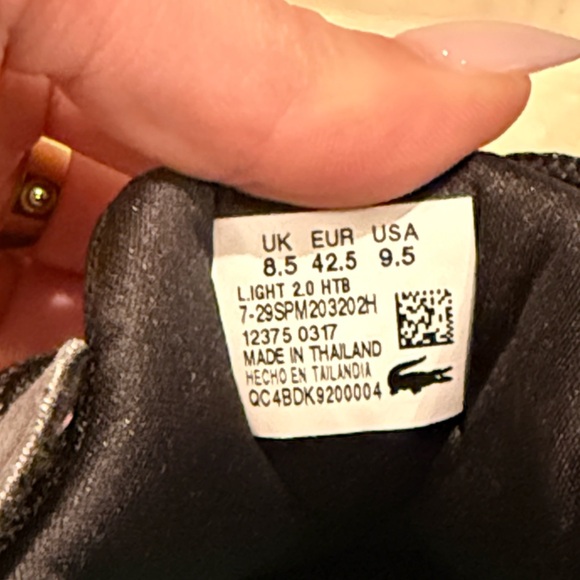 UK EUR USA
8.5 42.5 9.5
L.IGHT 2.0 HTB
7-29SPM203202H
12375 0317
MADE IN THAILAND
HECHO EN TAILANDIA
QC4BDK9200004